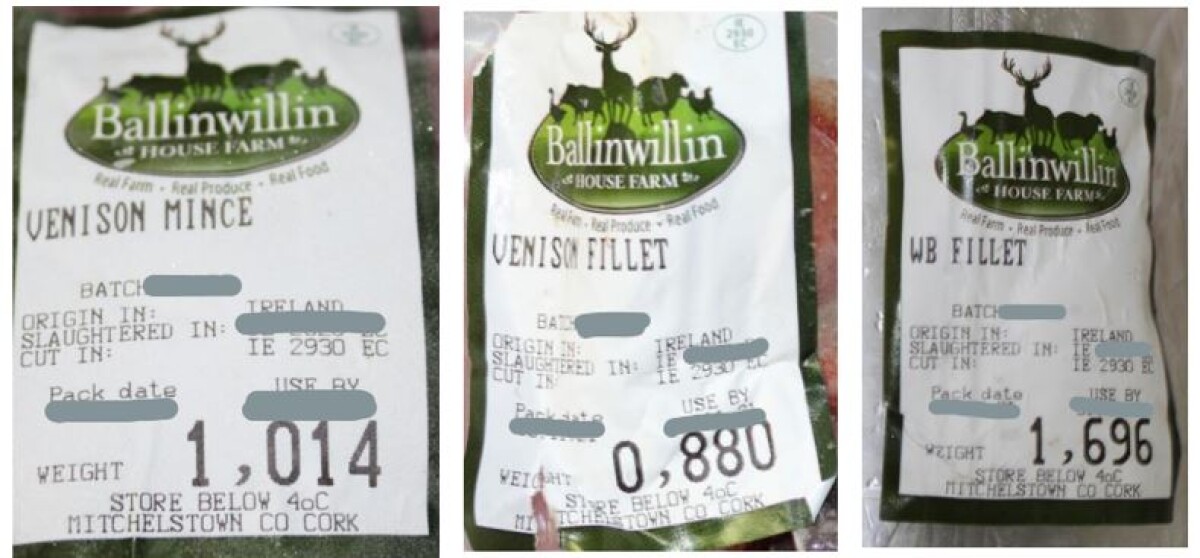 Ballinwillin
HOUSE FARM
Real Farm • Real Produce • Real Food
VENISON MINCE
BATCH
ORIGIN IN: IRELAND
SLAUGHTERED IN:
CUT IN: IE 2930 EC
Pack date USE BY
WEIGHT 1,014
STORE BELOW 4oC
MITCHELSTOWN CO CORK
IE
2930
EC
Ballinwillin
HOUSE FARM
Real Farm • Real Produce • Real Food
VENISON FILLET
BATC
ORIGIN IN: IRELAND
SLAUGHTERED IN: IE
CUT IN: IE 2930 EC
Pack date USE BY
WEIGHT 0,880
STORE BELOW 4oC
MITCHELSTOWN CO CORK
Ballinwillin
HOUSE FARM
Real Farm • Real Produce • Real Food
WB FILLET
BATCH
ORIGIN IN: IRELAND
SLAUGHTERED IN: IE
CUT IN: IE 2930 EC
Pack date USE BY
WEIGHT 1,696
STORE BELOW 4oC
MITCHELSTOWN CO CORK